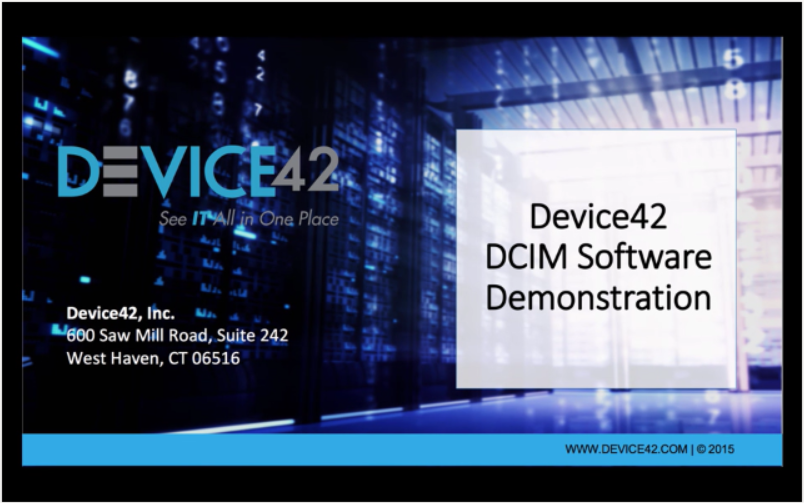 DEVICE42
See IT All in One Place
Device42
DCIM Software
Demonstration
Device42, Inc.
600 Saw Mill Road, Suite 242
West Haven, CT 06516
WWW.DEVICE42.COM | © 2015